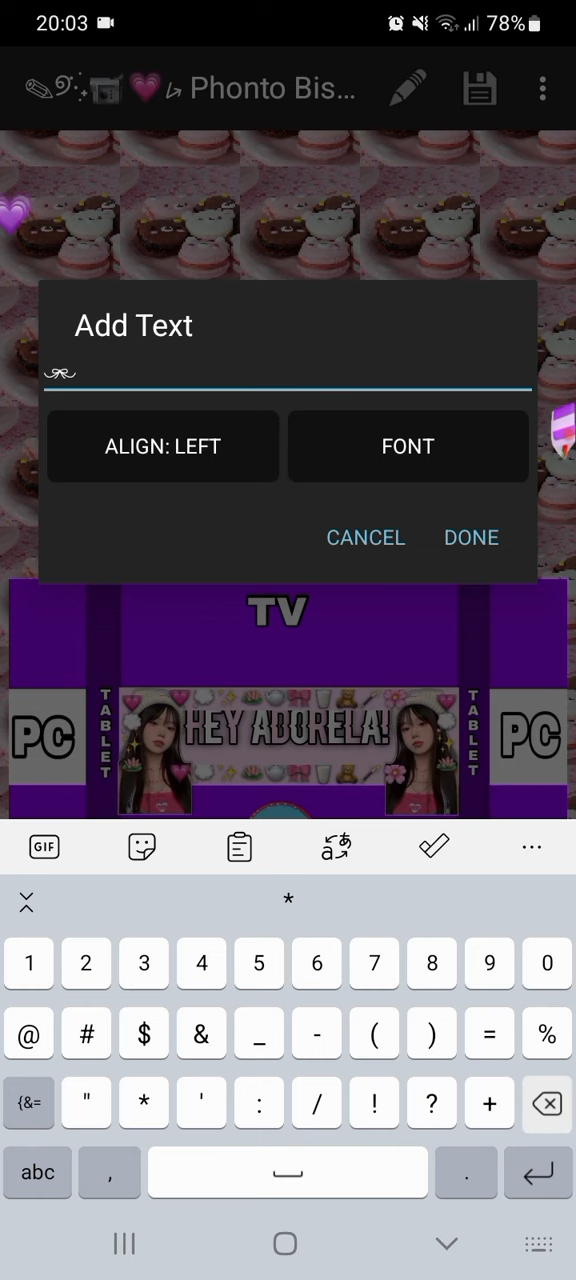 20:03 78%
✎୭📷💗↳ Phonto Bis...
Add Text
ALIGN: LEFT FONT
CANCEL DONE
TV
TABLET TABLET
PC PC
HEY ADORELA!
GIF
*
1 2 3 4 5 6 7 8 9 0
@ # $ & _ - ( ) = %
{&= " * ' : / ! ? +
abc , .